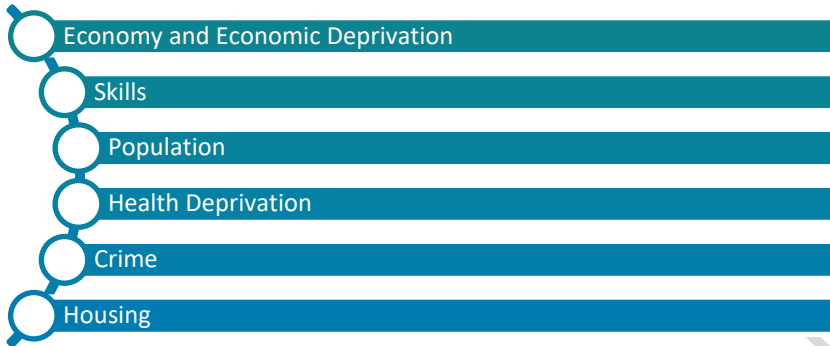 Economy and Economic Deprivation
Skills
Population
Health Deprivation
Crime
Housing